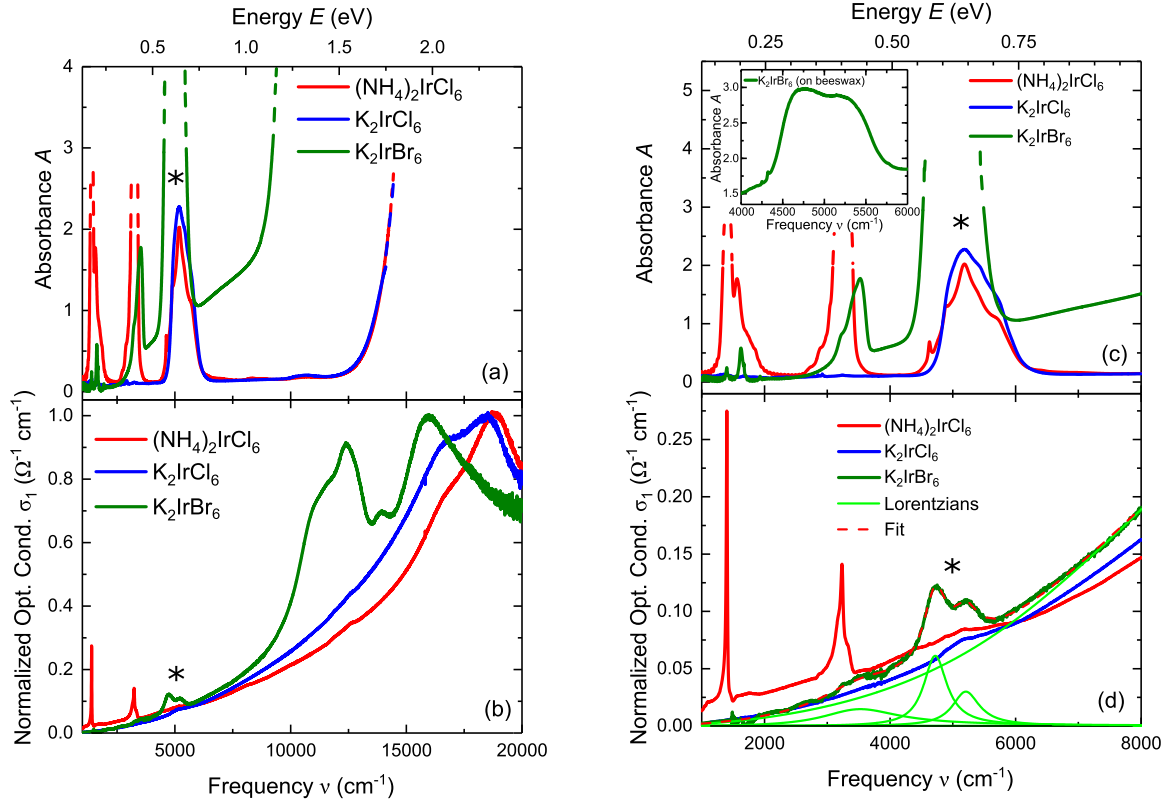 Energy E (eV)
0.5 1.0 1.5 2.0
4
3
2
1
0
Absorbance A
(NH₄)₂IrCl₆
K₂IrCl₆
K₂IrBr₆
*
(a)
1.0
0.8
0.6
0.4
0.2
0.0
Normalized Opt. Cond. σ₁ (Ω⁻¹ cm⁻¹)
(NH₄)₂IrCl₆
K₂IrCl₆
K₂IrBr₆
*
(b)
5000 10000 15000 20000
Frequency ν (cm⁻¹)
Energy E (eV)
0.25 0.50 0.75
5
4
3
2
1
0
Absorbance A
K₂IrBr₆ (on beeswax)
3.0
2.5
2.0
1.5
Absorbance A
4000 4500 5000 5500 6000
Frequency ν (cm⁻¹)
(NH₄)₂IrCl₆
K₂IrCl₆
K₂IrBr₆
*
(c)
0.25
0.20
0.15
0.10
0.05
0.00
Normalized Opt. Cond. σ₁ (Ω⁻¹ cm⁻¹)
(NH₄)₂IrCl₆
K₂IrCl₆
K₂IrBr₆
Lorentzians
Fit
*
(d)
2000 4000 6000 8000
Frequency ν (cm⁻¹)